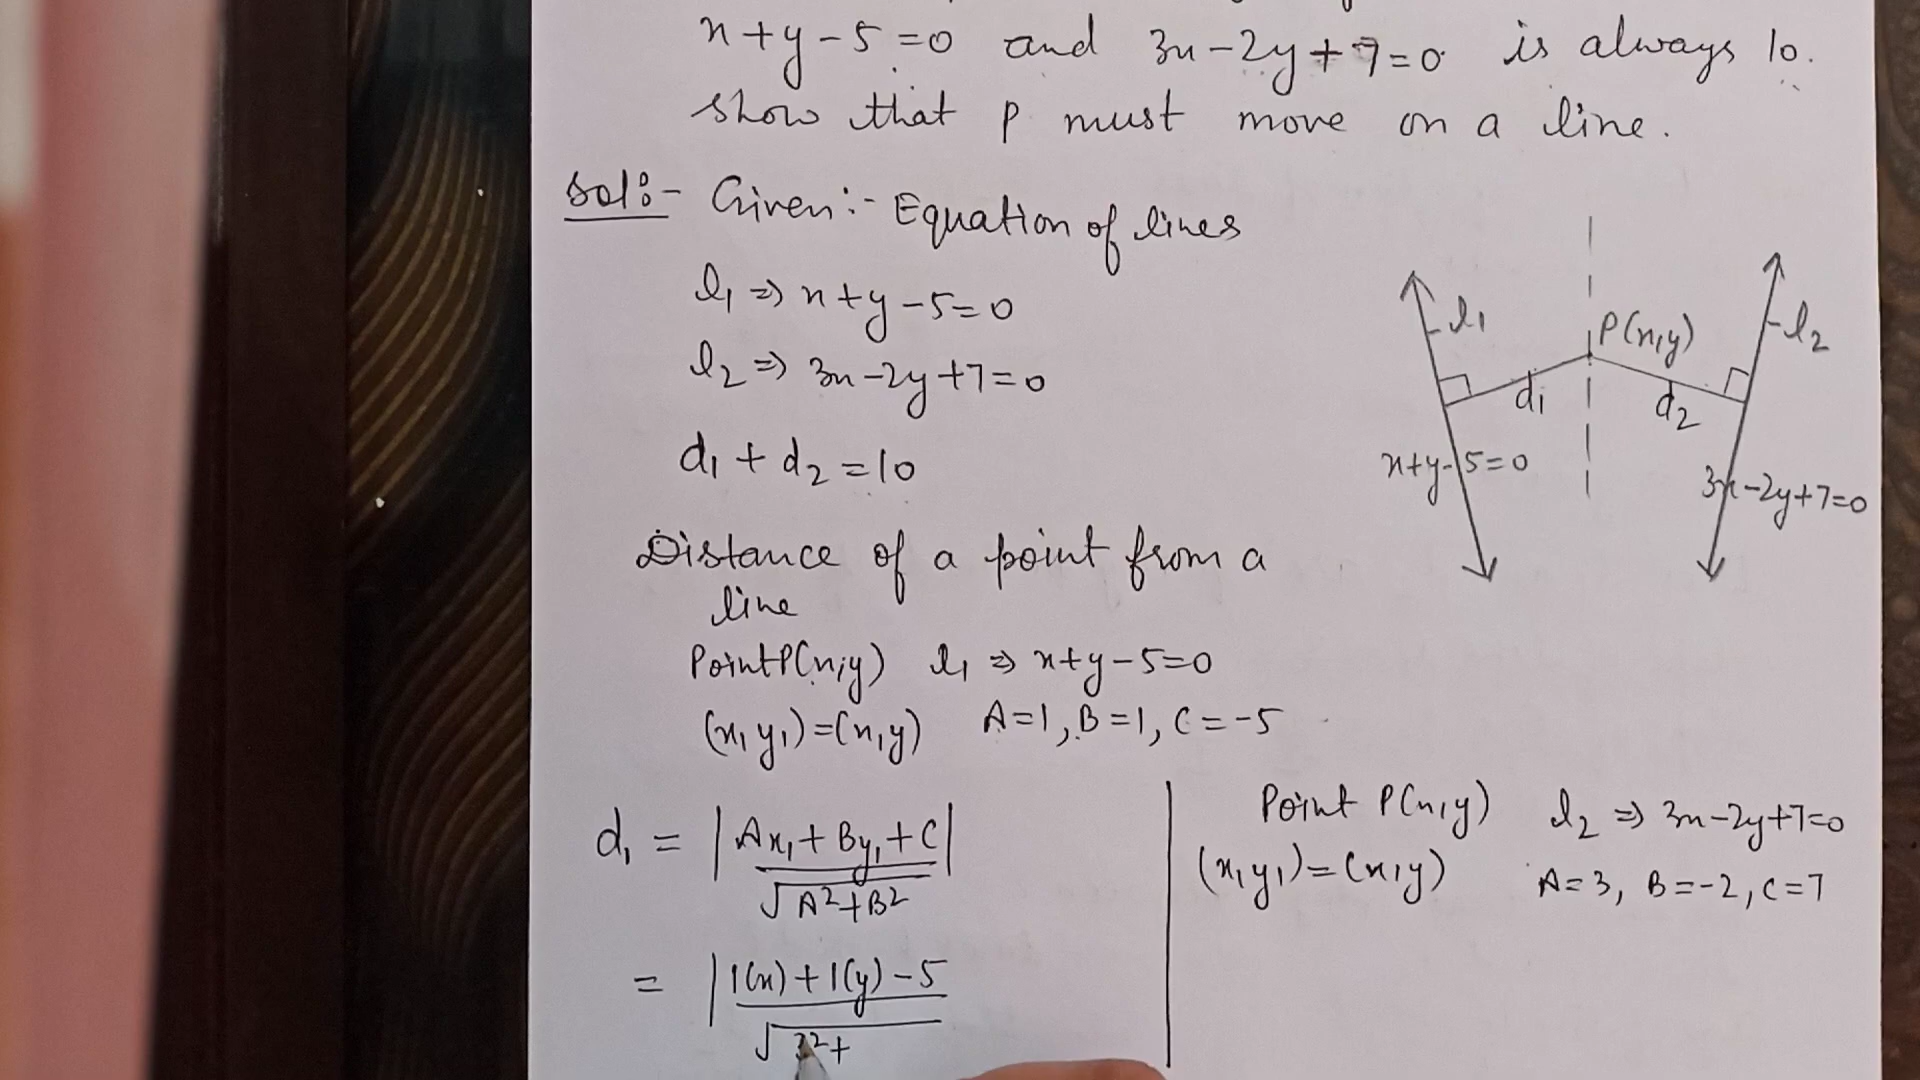 x+y-5=0 and 3x-2y+7=0 is always 10.
show that P must move on a line.
Sol:- Given:- Equation of lines
l₁ ⇒ x+y-5=0
l₂ ⇒ 3x-2y+7=0
d₁ + d₂ = 10
l₁
P(x,y)
l₂
d₁
d₂
x+y-5=0
3x-2y+7=0
Distance of a point from a
line
Point P(x,y) l₁ ⇒ x+y-5=0
(x₁ y₁)=(x,y) A=1, B=1, C=-5
d₁ = |Ax₁+By₁+C|
√A²+B²
= |1(x)+1(y)-5
√ ²+
Point P(x,y) l₂ ⇒ 3x-2y+7=0
(x₁y₁)=(x,y) A=3, B=-2, C=7